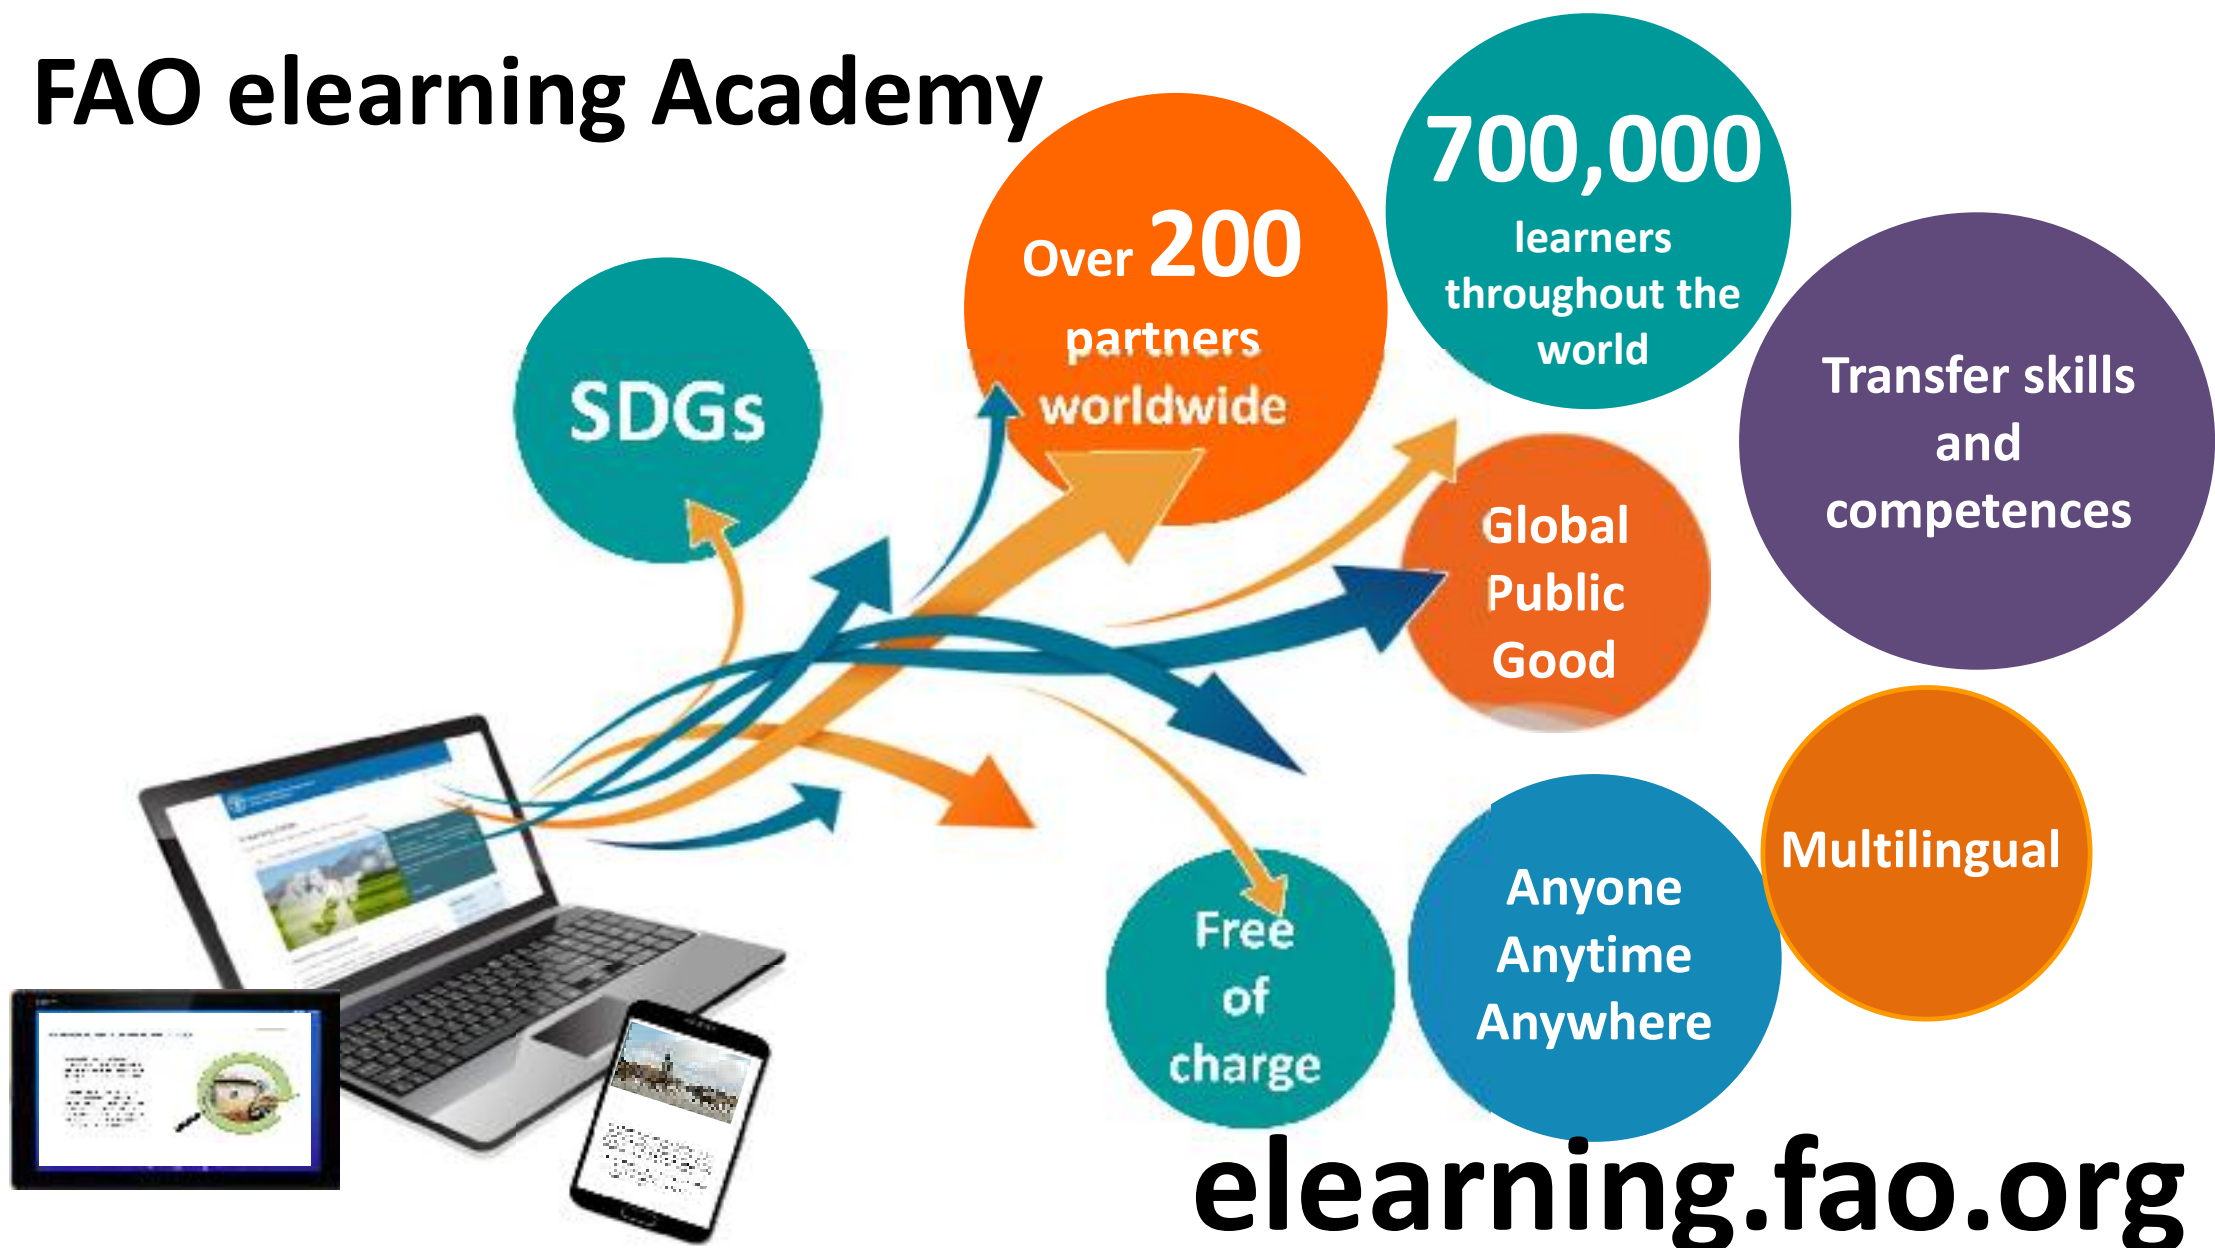 FAO elearning Academy
SDGs
Over 200
partners
worldwide
700,000
learners
throughout the
world
Transfer skills
and
competences
Global
Public
Good
Multilingual
Free
of
charge
Anyone
Anytime
Anywhere
elearning.fao.org